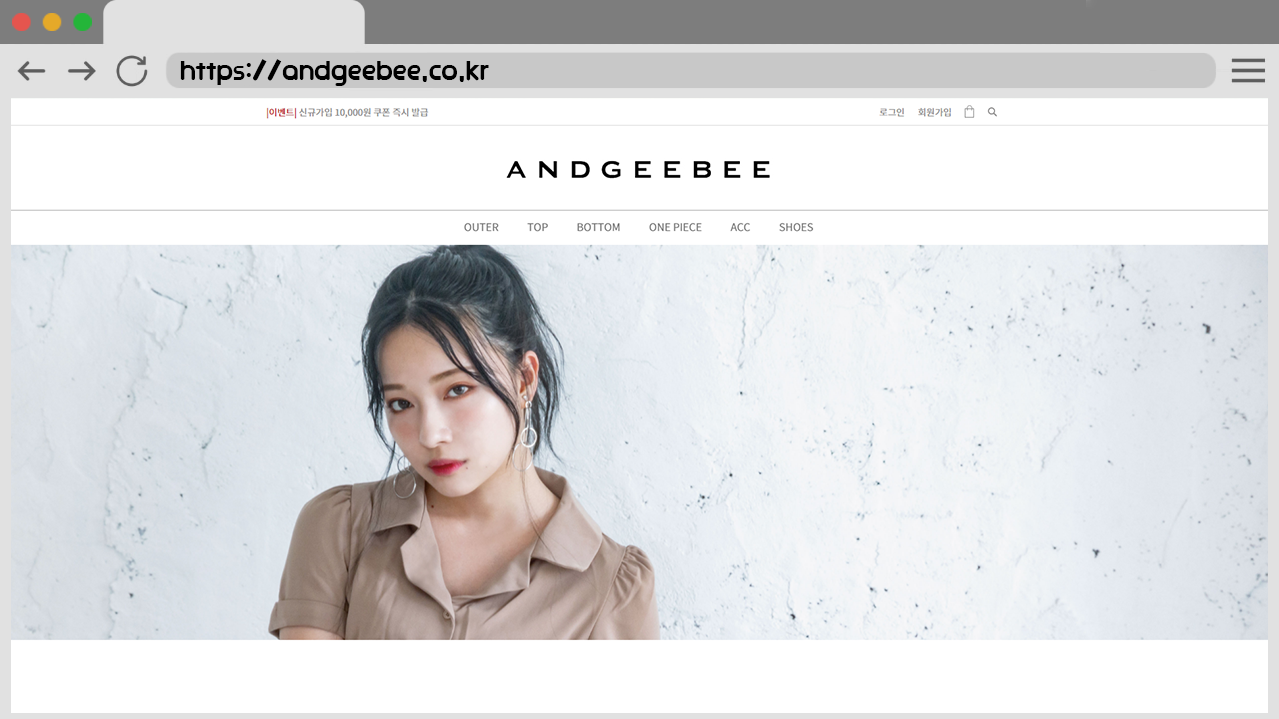 https://andgeebee.co.kr
|이벤트| 신규가입 10,000원 쿠폰 즉시 발급
로그인 회원가입
ANDGEEBEE
OUTER TOP BOTTOM ONE PIECE ACC SHOES